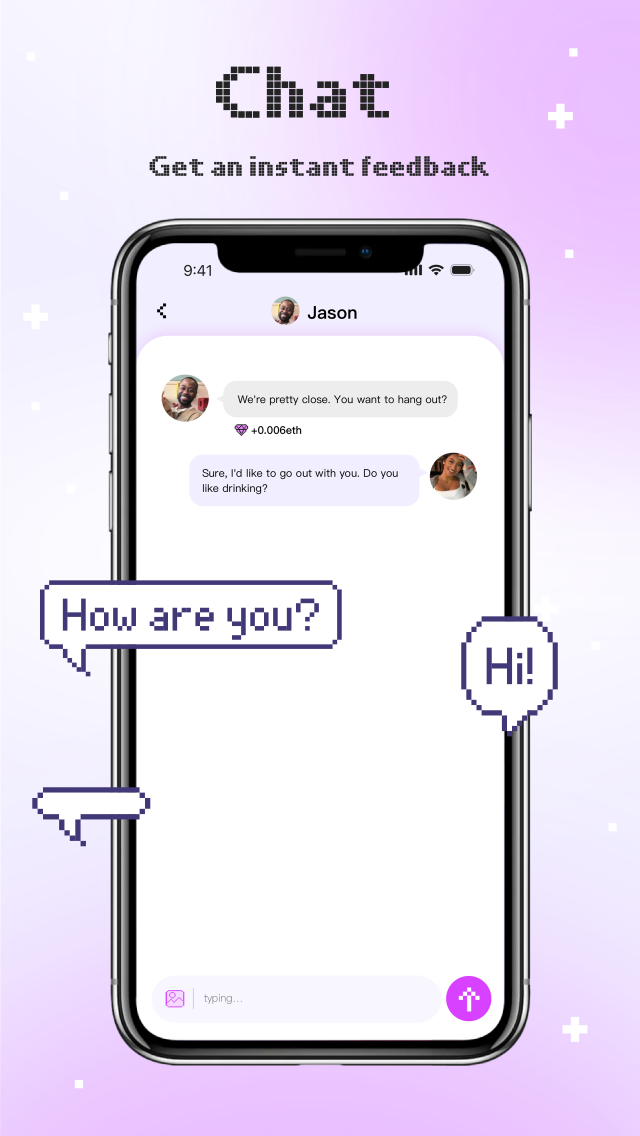 Chat
Get an instant feedback
9:41
Jason
We're pretty close. You want to hang out?
+0.006eth
Sure, I'd like to go out with you. Do you
like drinking?
How are you?
Hi!
typing...